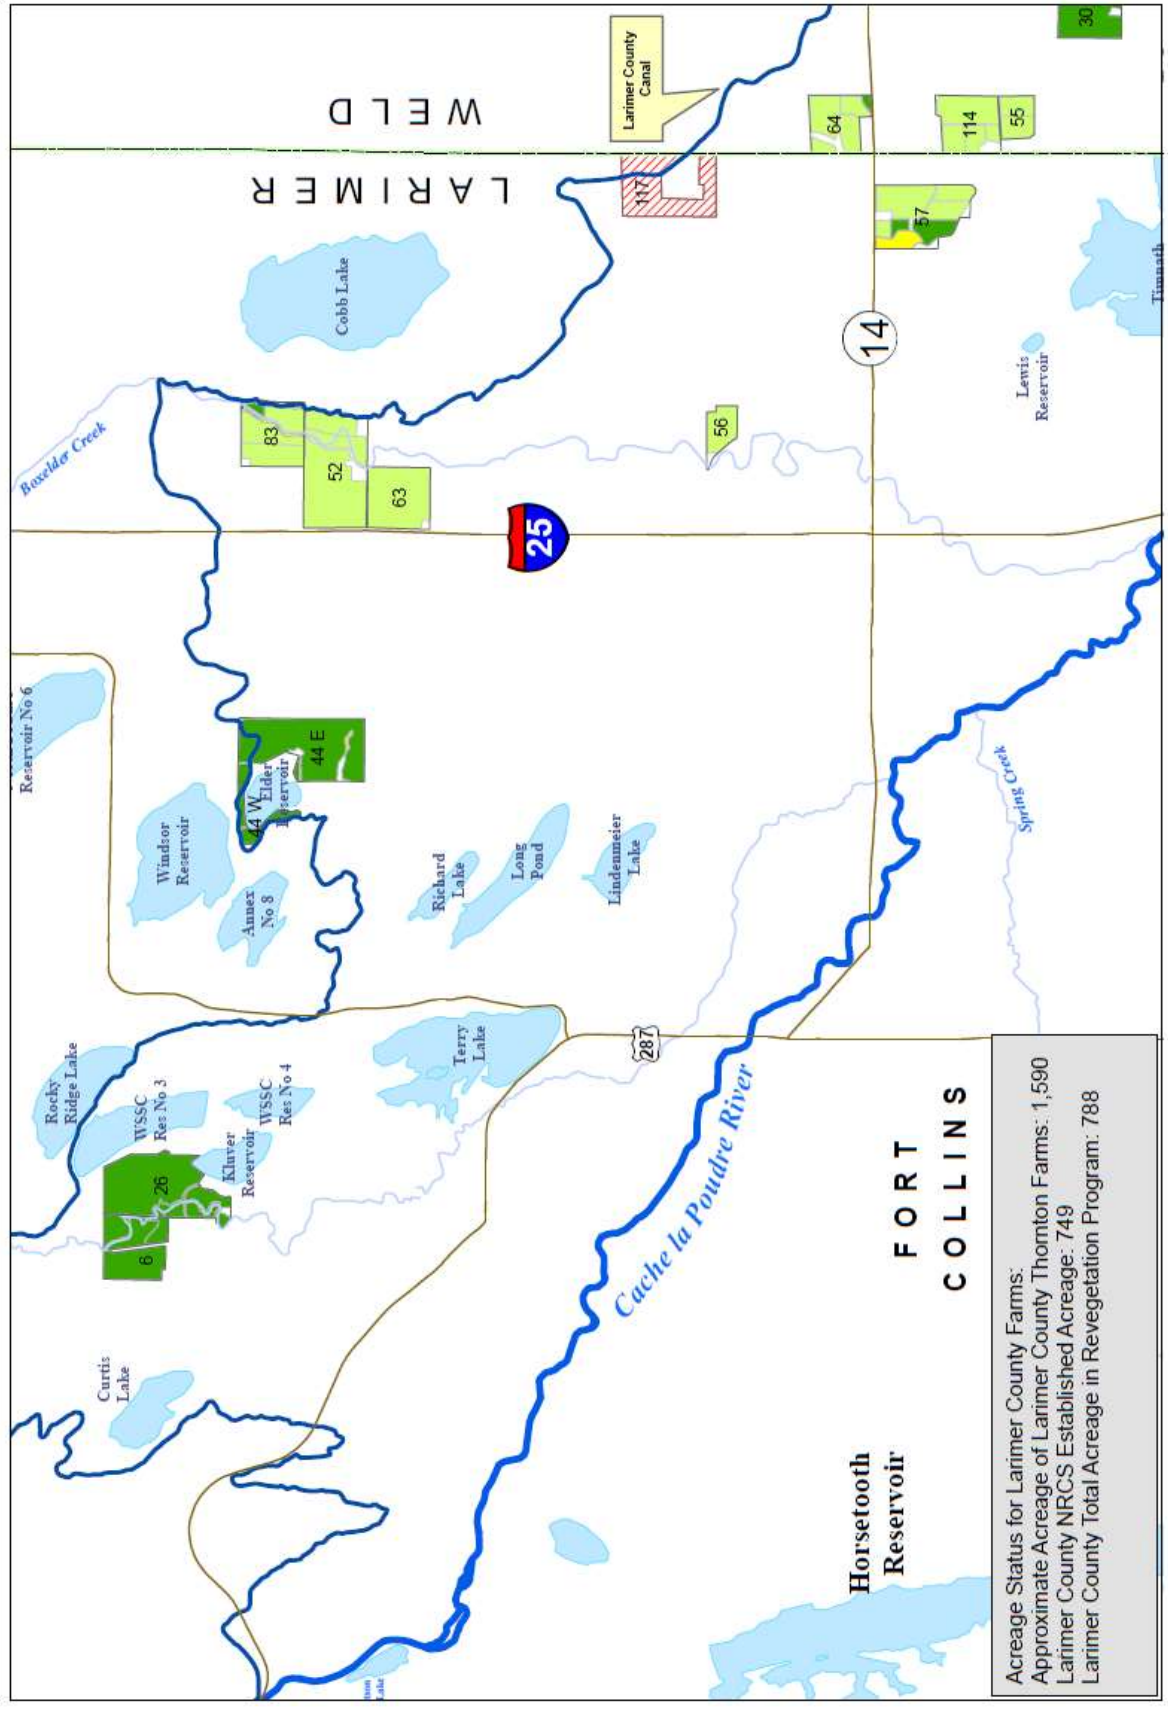 Reservoir No 6
Boxelder Creek
WELD
LARIMER
Larimer County
Canal
Cobb Lake
117
64
114
55
30
57
14
Lewis
Reservoir
Timnath
83
52
63
56
25
44 E
44 W
Elder
Reservoir
Windsor
Reservoir
Annex
No 8
Richard
Lake
Long
Pond
Lindenmeier
Lake
Spring Creek
Rocky
Ridge Lake
WSSC
Res No 3
WSSC
Res No 4
Kluver
Reservoir
26
6
Terry
Lake
287
Cache la Poudre River
FORT
COLLINS
Curtis
Lake
Horsetooth
Reservoir
Lake
Acreage Status for Larimer County Farms:
Approximate Acreage of Larimer County Thornton Farms: 1,590
Larimer County NRCS Established Acreage: 749
Larimer County Total Acreage in Revegetation Program: 788